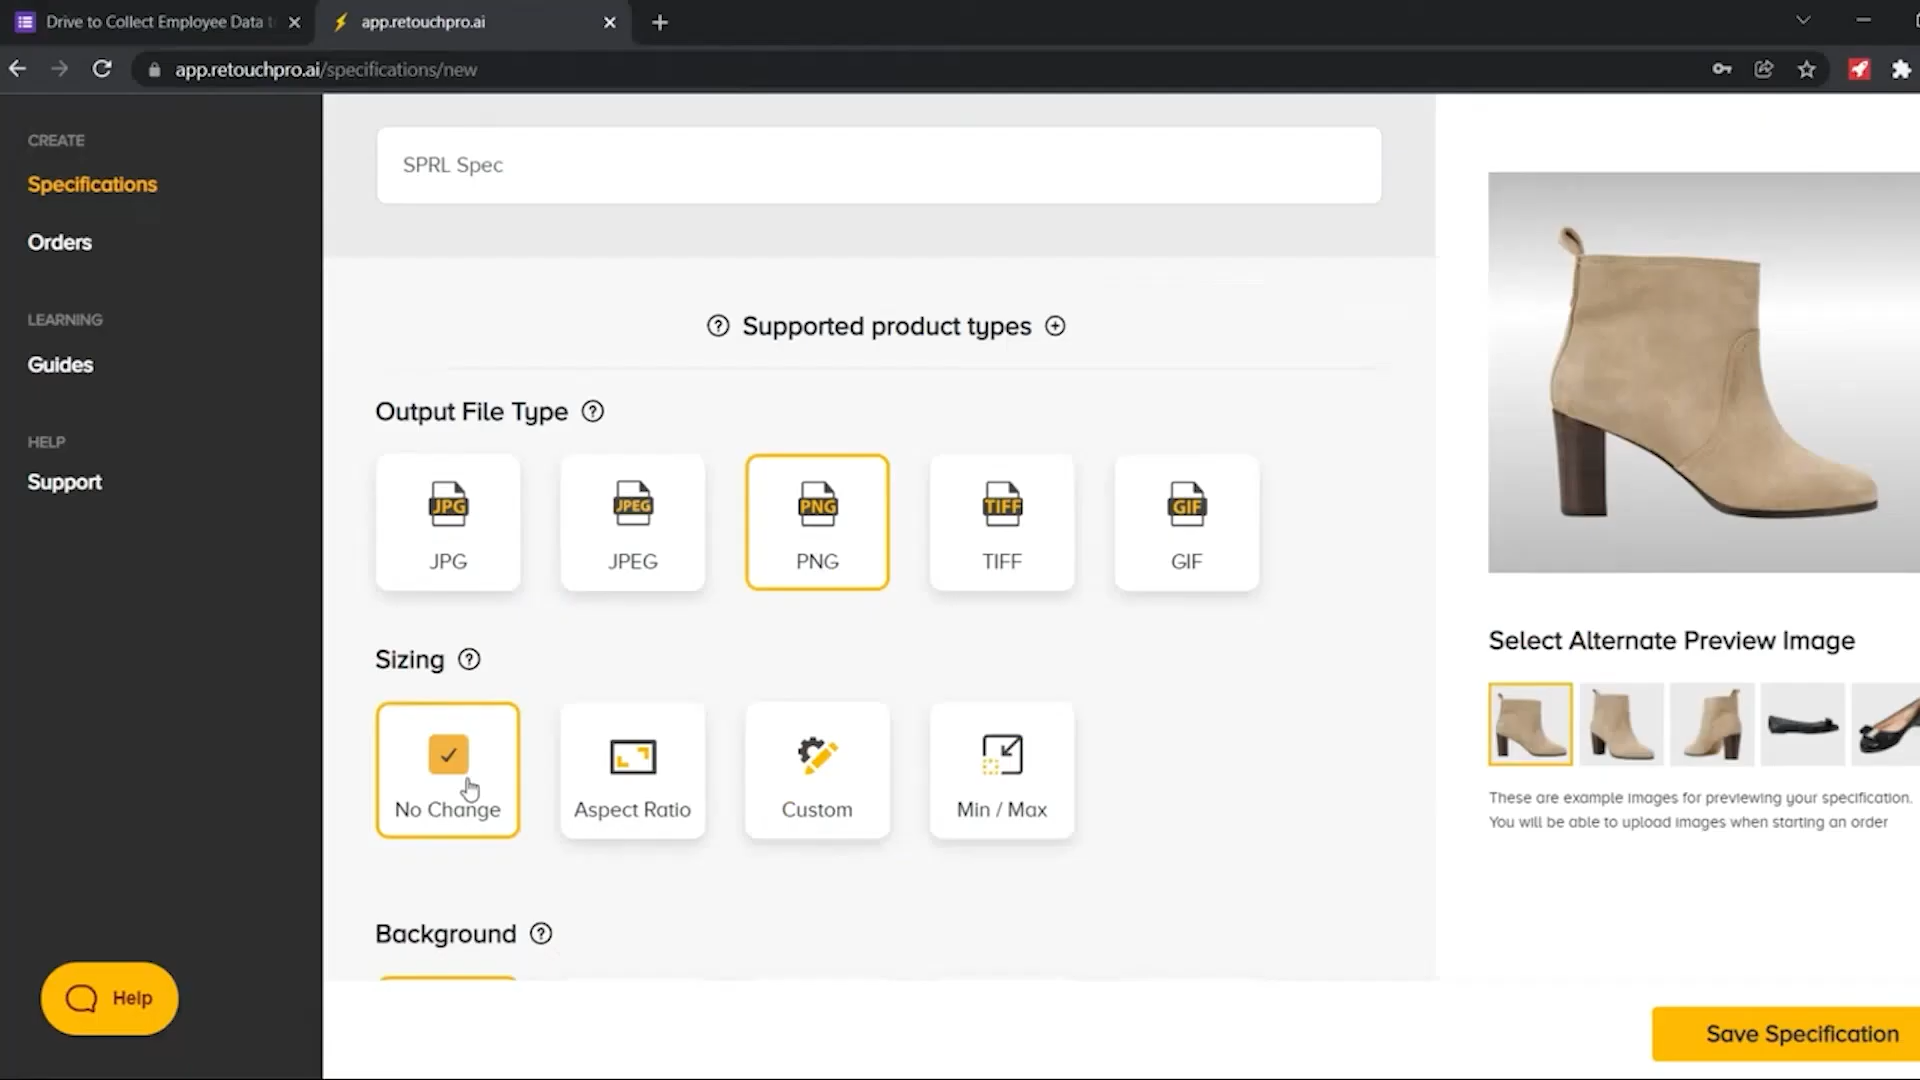 Drive to Collect Employee Data t
app.retouchpro.ai
app.retouchpro.ai/specifications/new
CREATE
Specifications
Orders
LEARNING
Guides
HELP
Support
Help
SPRL Spec
Supported product types
Output File Type
JPG JPEG PNG TIFF GIF
JPG JPEG PNG TIFF GIF
Sizing
No Change Aspect Ratio Custom Min / Max
Background
Select Alternate Preview Image
These are example images for previewing your specification.
You will be able to upload images when starting an order
Save Specification